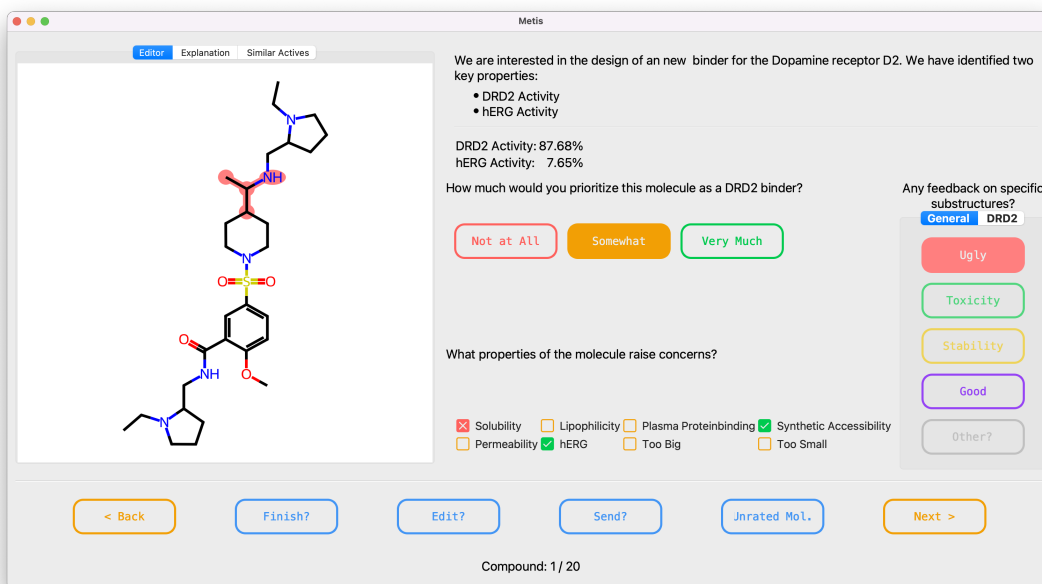 Metis
Editor Explanation Similar Actives
We are interested in the design of an new binder for the Dopamine receptor D2. We have identified two
key properties:
• DRD2 Activity
• hERG Activity
DRD2 Activity: 87.68%
hERG Activity: 7.65%
How much would you prioritize this molecule as a DRD2 binder?
Not at All Somewhat Very Much
What properties of the molecule raise concerns?
Solubility Lipophilicity Plasma Proteinbinding Synthetic Accessibility
Permeability hERG Too Big Too Small
Any feedback on specific
substructures?
General DRD2
Ugly
Toxicity
Stability
Good
Other?
N
NH
N
O S O
O
NH O
N
< Back Finish? Edit? Send? Unrated Mol. Next >
Compound: 1 / 20